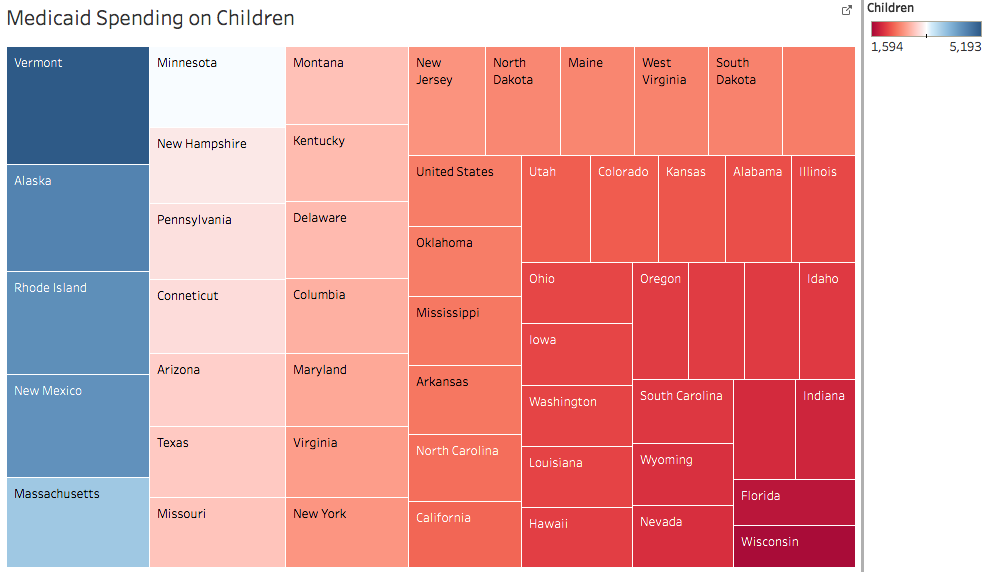 Medicaid Spending on Children
Children
1,594
5,193
Vermont
Alaska
Rhode Island
New Mexico
Massachusetts
Minnesota
New Hampshire
Pennsylvania
Conneticut
Arizona
Texas
Missouri
Montana
Kentucky
Delaware
Columbia
Maryland
Virginia
New York
New
Jersey
North
Dakota
Maine
West
Virginia
South
Dakota
United States
Oklahoma
Mississippi
Arkansas
North Carolina
California
Utah
Colorado
Kansas
Alabama
Illinois
Ohio
Iowa
Washington
Louisiana
Hawaii
Oregon
Idaho
South Carolina
Wyoming
Nevada
Indiana
Florida
Wisconsin